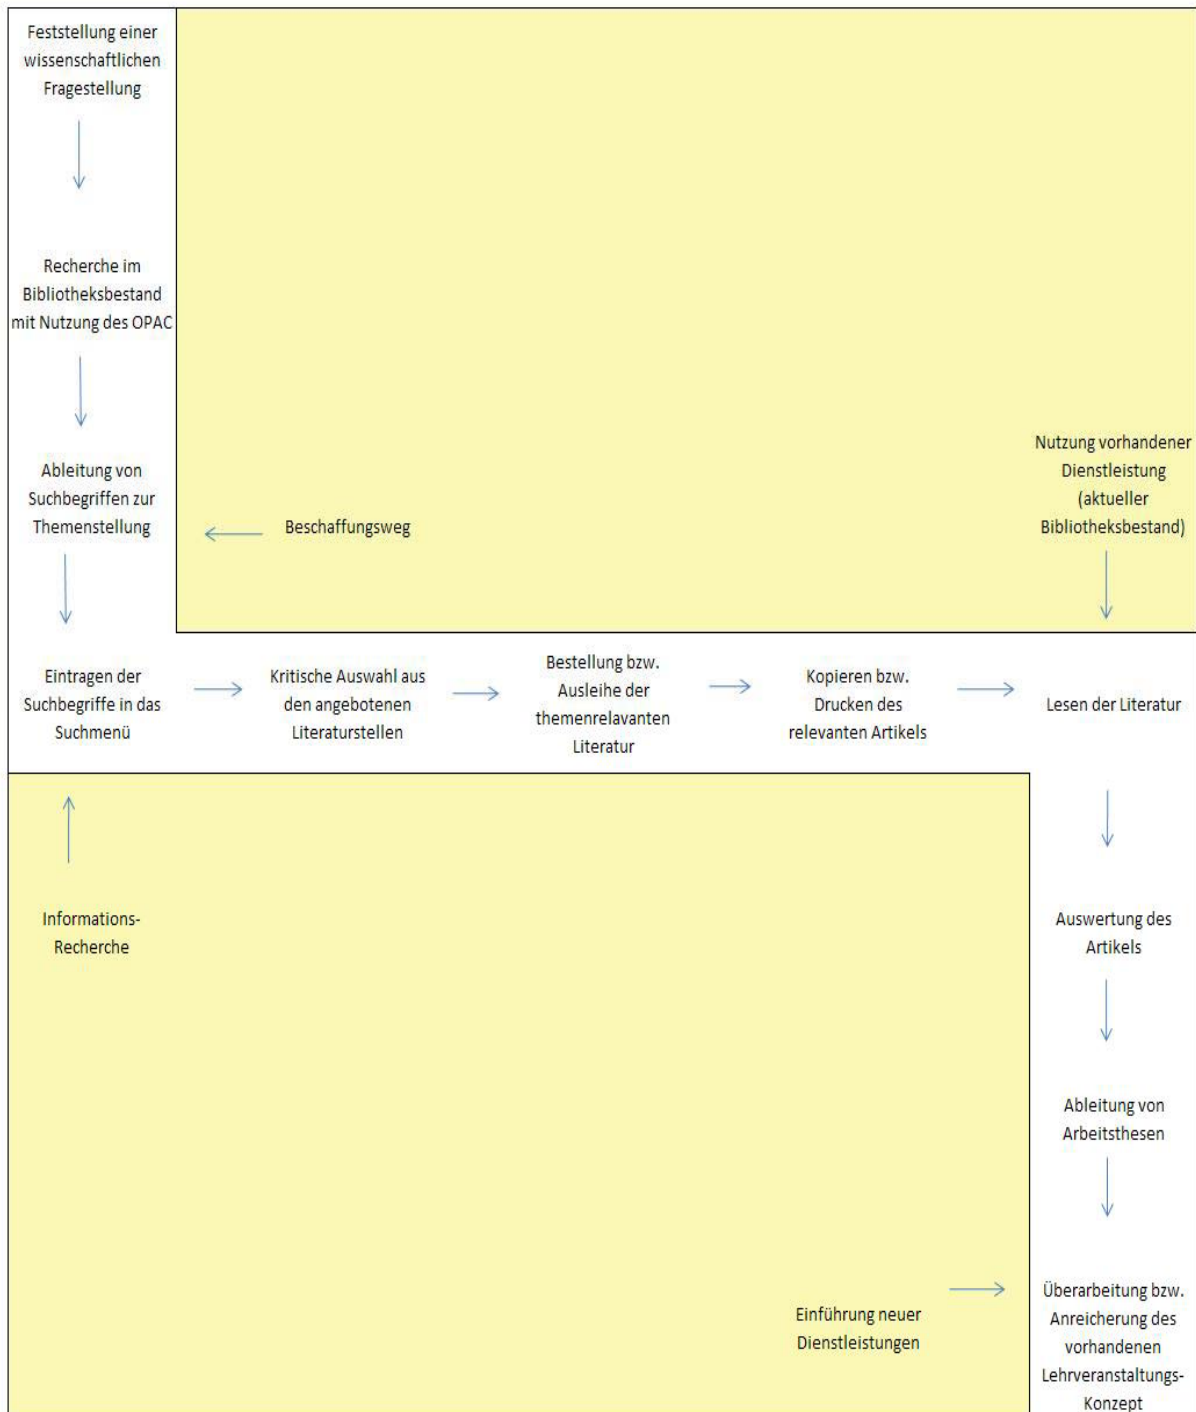 Feststellung einer
wissenschaftlichen
Fragestellung
Recherche im
Bibliotheksbestand
mit Nutzung des OPAC
Ableitung von
Suchbegriffen zur
Themenstellung
Beschaffungsweg
Nutzung vorhandener
Dienstleistung
(aktueller
Bibliotheksbestand)
Eintragen der
Suchbegriffe in das
Suchmenü
Kritische Auswahl aus
den angebotenen
Literaturstellen
Bestellung bzw.
Ausleihe der
themenrelevanten
Literatur
Kopieren bzw.
Drucken des
relevanten Artikels
Lesen der Literatur
Informations-
Recherche
Auswertung des
Artikels
Ableitung von
Arbeitsthesen
Einführung neuer
Dienstleistungen
Überarbeitung bzw.
Anreicherung des
vorhandenen
Lehrveranstaltungs-
Konzept